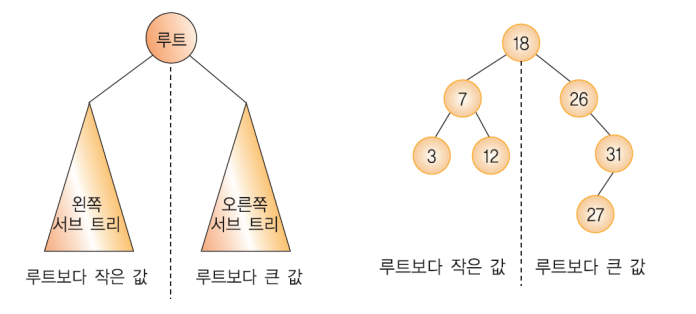 루트
왼쪽
서브 트리
오른쪽
서브 트리
루트보다 작은 값
루트보다 큰 값
18
7
26
3
12
31
27
루트보다 작은 값
루트보다 큰 값